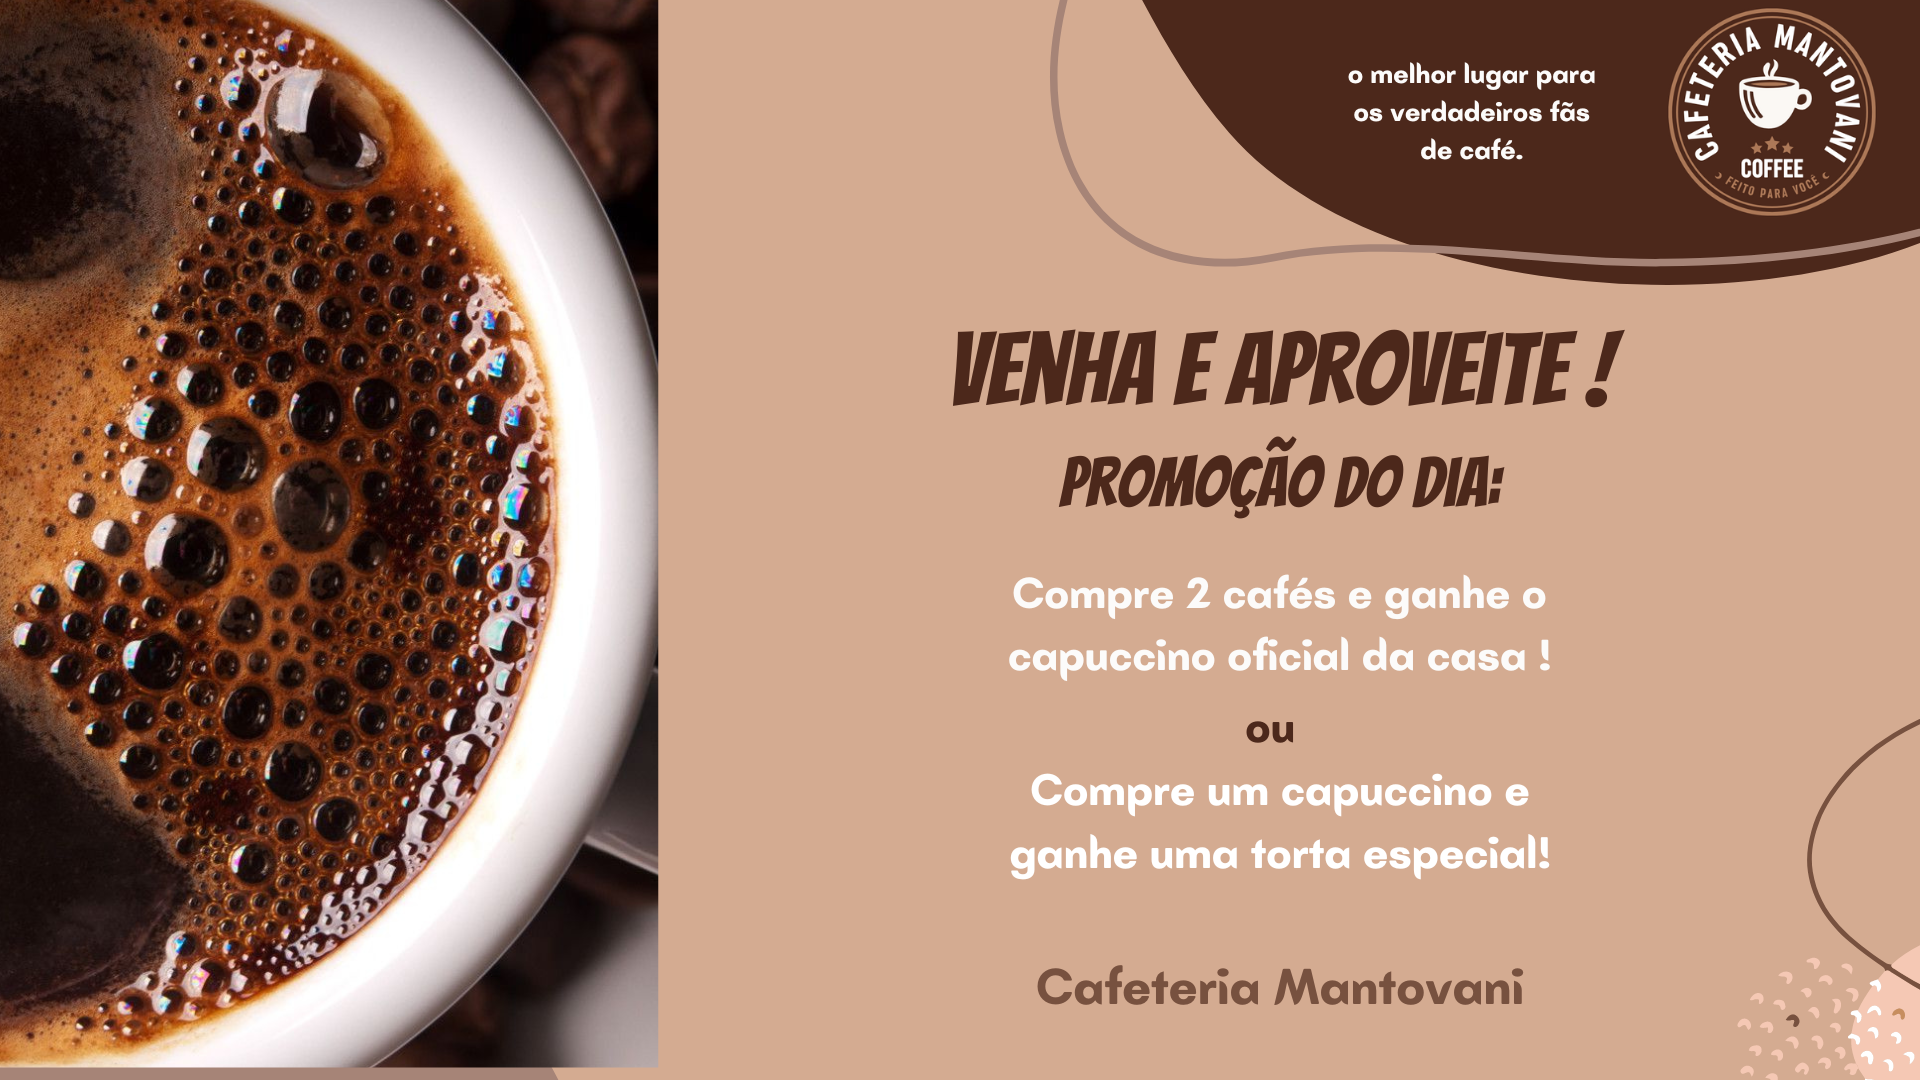 o melhor lugar para
os verdadeiros fãs
de café.
CAFETERIA MANTOVANI
COFFEE
FEITO PARA VOCÊ
VENHA E APROVEITE !
PROMOÇÃO DO DIA:
Compre 2 cafés e ganhe o
capuccino oficial da casa !
ou
Compre um capuccino e
ganhe uma torta especial!
Cafeteria Mantovani